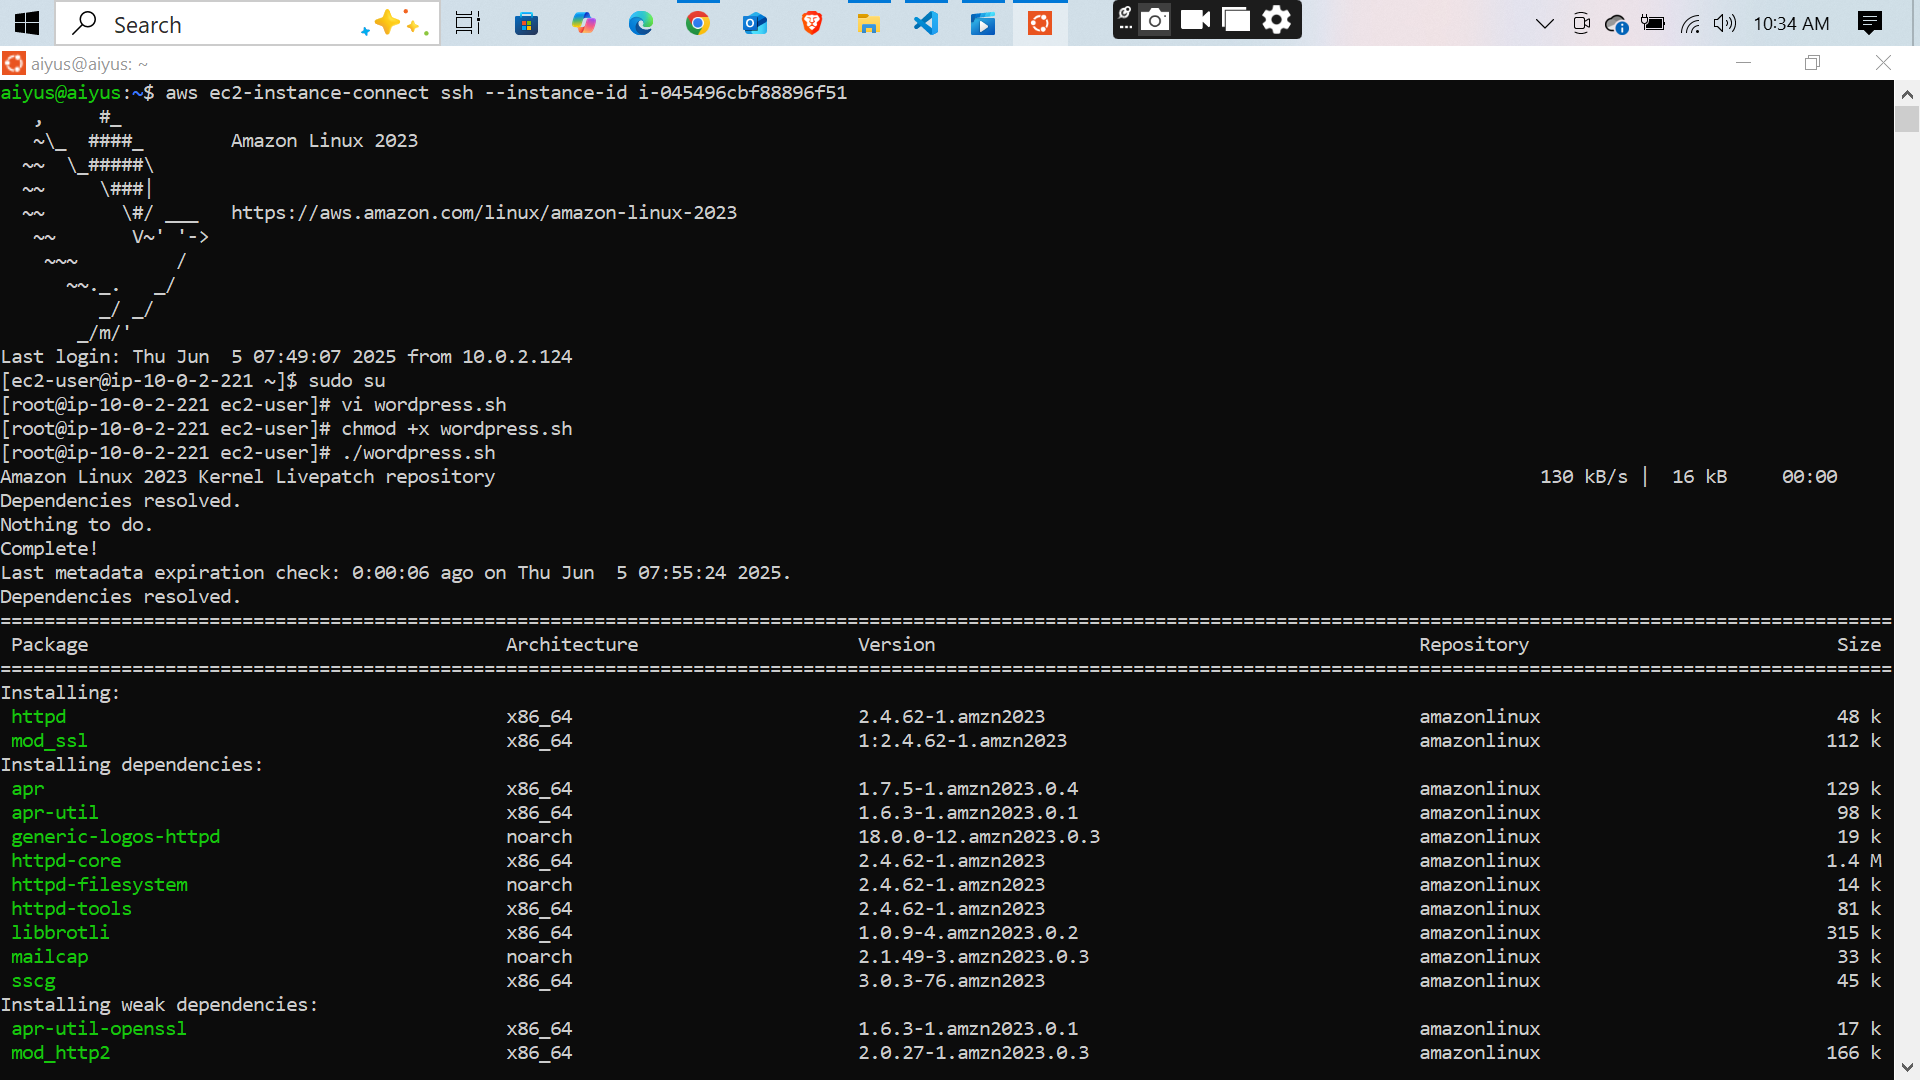 Search
10:34 AM
aiyus@aiyus: ~
aiyus@aiyus:~$ aws ec2-instance-connect ssh --instance-id i-045496cbf88896f51
   ,     #_
   ~\_  ####_        Amazon Linux 2023
  ~~  \_#####\
  ~~     \###|
  ~~       \#/ ___   https://aws.amazon.com/linux/amazon-linux-2023
   ~~       V~' '->
    ~~~         /
      ~~._.   _/
         _/ _/
       _/m/'
Last login: Thu Jun  5 07:49:07 2025 from 10.0.2.124
[ec2-user@ip-10-0-2-221 ~]$ sudo su
[root@ip-10-0-2-221 ec2-user]# vi wordpress.sh
[root@ip-10-0-2-221 ec2-user]# chmod +x wordpress.sh
[root@ip-10-0-2-221 ec2-user]# ./wordpress.sh
Amazon Linux 2023 Kernel Livepatch repository 130 kB/s | 16 kB 00:00
Dependencies resolved.
Nothing to do.
Complete!
Last metadata expiration check: 0:00:06 ago on Thu Jun  5 07:55:24 2025.
Dependencies resolved.
================================================================================
Package Architecture Version Repository Size
================================================================================
Installing:
httpd x86_64 2.4.62-1.amzn2023 amazonlinux 48 k
mod_ssl x86_64 1:2.4.62-1.amzn2023 amazonlinux 112 k
Installing dependencies:
apr x86_64 1.7.5-1.amzn2023.0.4 amazonlinux 129 k
apr-util x86_64 1.6.3-1.amzn2023.0.1 amazonlinux 98 k
generic-logos-httpd noarch 18.0.0-12.amzn2023.0.3 amazonlinux 19 k
httpd-core x86_64 2.4.62-1.amzn2023 amazonlinux 1.4 M
httpd-filesystem noarch 2.4.62-1.amzn2023 amazonlinux 14 k
httpd-tools x86_64 2.4.62-1.amzn2023 amazonlinux 81 k
libbrotli x86_64 1.0.9-4.amzn2023.0.2 amazonlinux 315 k
mailcap noarch 2.1.49-3.amzn2023.0.3 amazonlinux 33 k
sscg x86_64 3.0.3-76.amzn2023 amazonlinux 45 k
Installing weak dependencies:
apr-util-openssl x86_64 1.6.3-1.amzn2023.0.1 amazonlinux 17 k
mod_http2 x86_64 2.0.27-1.amzn2023.0.3 amazonlinux 166 k